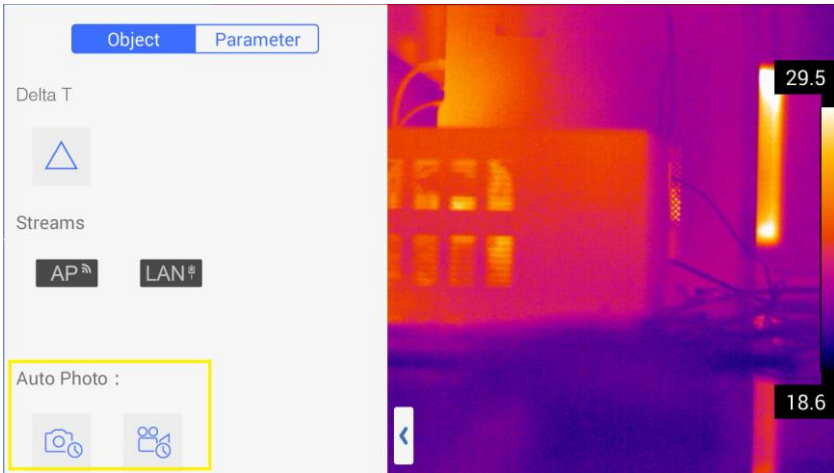 Object Parameter
Delta T
Streams
AP LAN
Auto Photo :
29.5
18.6